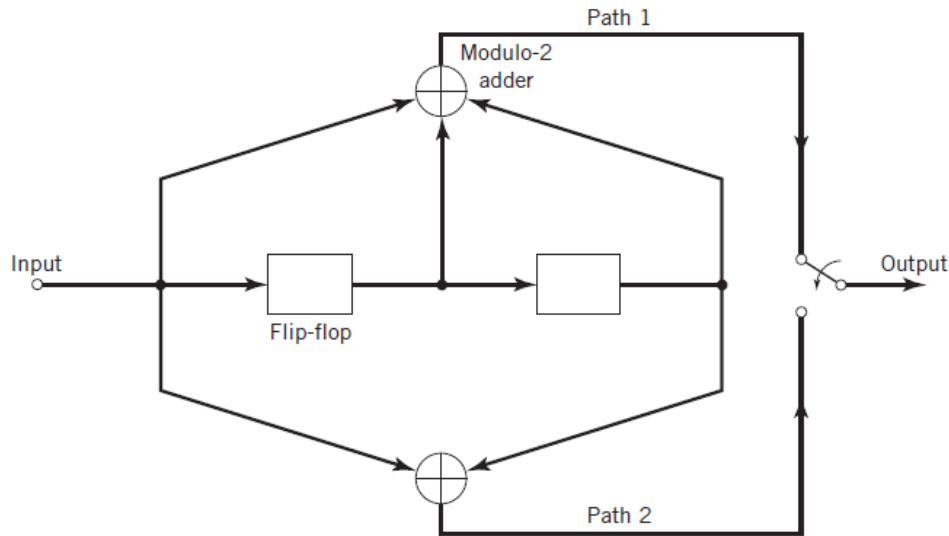 Path 1
Modulo-2
adder
Input
Output
Flip-flop
Path 2